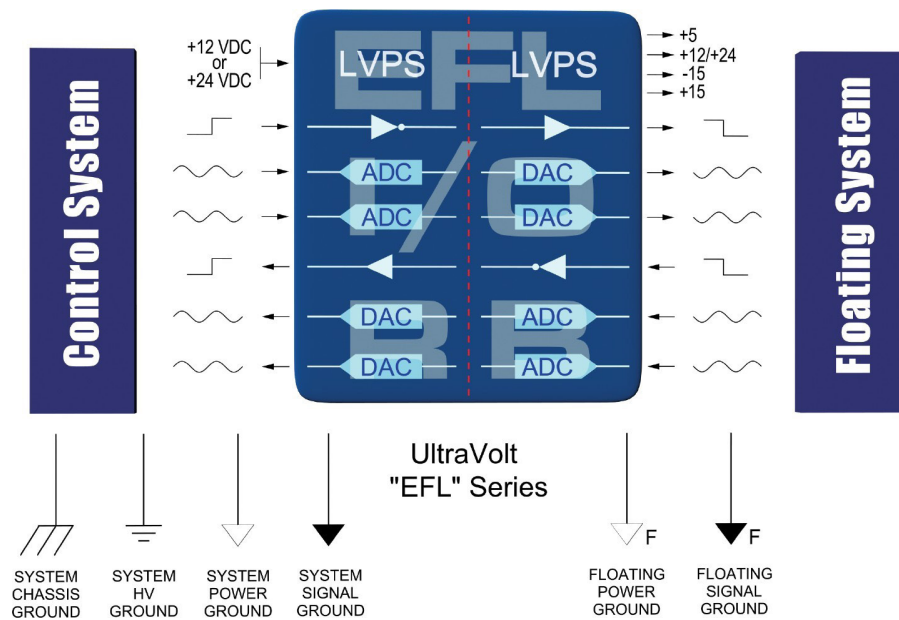 Control System
+12 VDC
or
+24 VDC
EFL
LVPS
LVPS
+5
+12/+24
-15
+15
Floating System
I/O
ADC
DAC
ADC
DAC
DAC
ADC
DAC
ADC
RB
UltraVolt
"EFL" Series
F
F
SYSTEM
CHASSIS
GROUND
SYSTEM
HV
GROUND
SYSTEM
POWER
GROUND
SYSTEM
SIGNAL
GROUND
FLOATING
POWER
GROUND
FLOATING
SIGNAL
GROUND